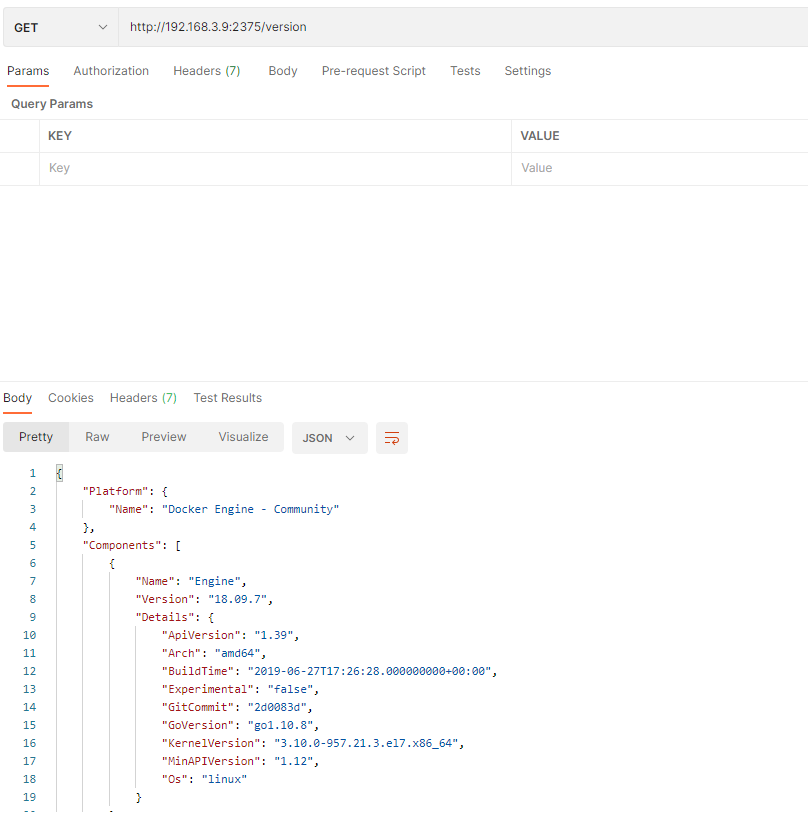 GET http://192.168.3.9:2375/version
Params Authorization Headers (7) Body Pre-request Script Tests Settings
Query Params
KEY VALUE
Key Value
Body Cookies Headers (7) Test Results
Pretty Raw Preview Visualize JSON
1 {
2 "Platform": {
3 "Name": "Docker Engine - Community"
4 },
5 "Components": [
6 {
7 "Name": "Engine",
8 "Version": "18.09.7",
9 "Details": {
10 "ApiVersion": "1.39",
11 "Arch": "amd64",
12 "BuildTime": "2019-06-27T17:26:28.000000000+00:00",
13 "Experimental": "false",
14 "GitCommit": "2d0083d",
15 "GoVersion": "go1.10.8",
16 "KernelVersion": "3.10.0-957.21.3.el7.x86_64",
17 "MinAPIVersion": "1.12",
18 "Os": "linux"
19 }